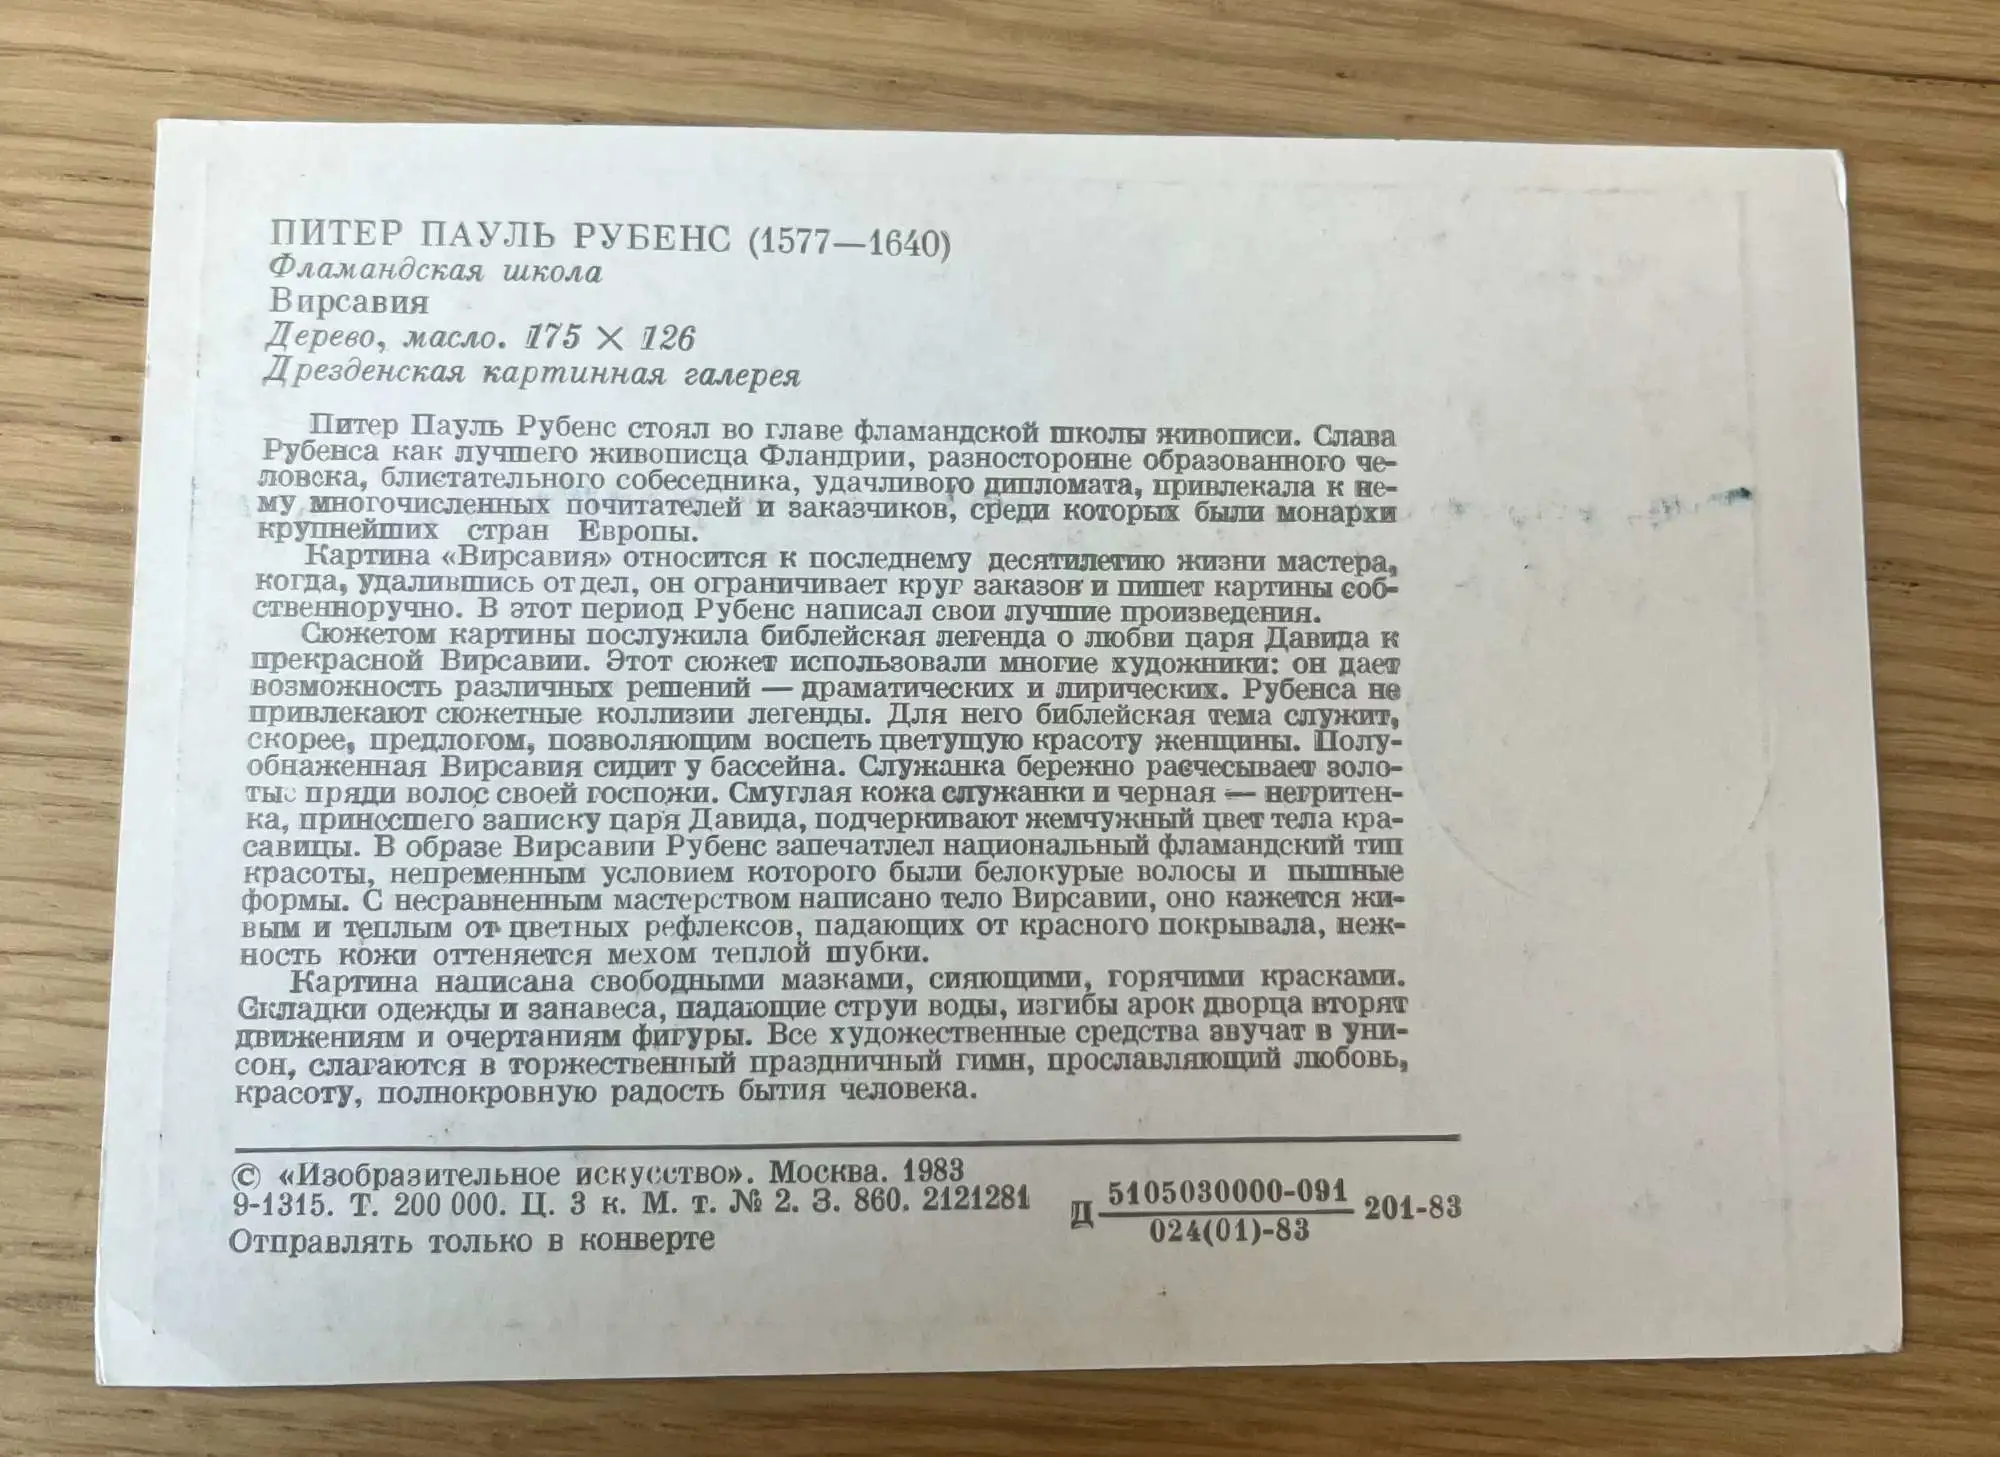 ПИТЕР ПАУЛЬ РУБЕНС (1577—1640)
Фламандская школа
Вирсавия
Дерево, масло. 175 × 126
Дрезденская картинная галерея
Питер Пауль Рубенс стоял во главе фламандской школы живописи. Слава
Рубенса как лучшего живописца Фландрии, разносторонне образованного че-
ловека, блистательного собеседника, удачливого дипломата, привлекала к не-
му многочисленных почитателей и заказчиков, среди которых были монархи
крупнейших стран Европы.
Картина «Вирсавия» относится к последнему десятилетию жизни мастера,
когда, удалившись от дел, он ограничивает круг заказов и пишет картины соб-
ственноручно. В этот период Рубенс написал свои лучшие произведения.
Сюжетом картины послужила библейская легенда о любви царя Давида к
прекрасной Вирсавии. Этот сюжет использовали многие художники: он дает
возможность различных решений — драматических и лирических. Рубенса не
привлекают сюжетные коллизии легенды. Для него библейская тема служит,
скорее, предлогом, позволяющим воспеть цветущую красоту женщины. Полу-
обнаженная Вирсавия сидит у бассейна. Служанка бережно расчесывает золо-
тые пряди волос своей госпожи. Смуглая кожа служанки и черная — негритен-
ка, принесшего записку царя Давида, подчеркивают жемчужный цвет тела кра-
савицы. В образе Вирсавии Рубенс запечатлел национальный фламандский тип
красоты, непременным условием которого были белокурые волосы и пышные
формы. С несравненным мастерством написано тело Вирсавии, оно кажется жи-
вым и теплым от цветных рефлексов, падающих от красного покрывала, неж-
ность кожи оттеняется мехом теплой шубки.
Картина написана свободными мазками, сияющими, горячими красками.
Складки одежды и занавеса, падающие струи воды, изгибы арок дворца вторят
движениям и очертаниям фигуры. Все художественные средства звучат в уни-
сон, слагаются в торжественный праздничный гимн, прославляющий любовь,
красоту, полнокровную радость бытия человека.
© «Изобразительное искусство». Москва. 1983
9-1315. Т. 200 000. Ц. 3 к. М. т. № 2. З. 860. 2121281
Отправлять только в конверте
Д 5105030000-091 201-83
024(01)-83